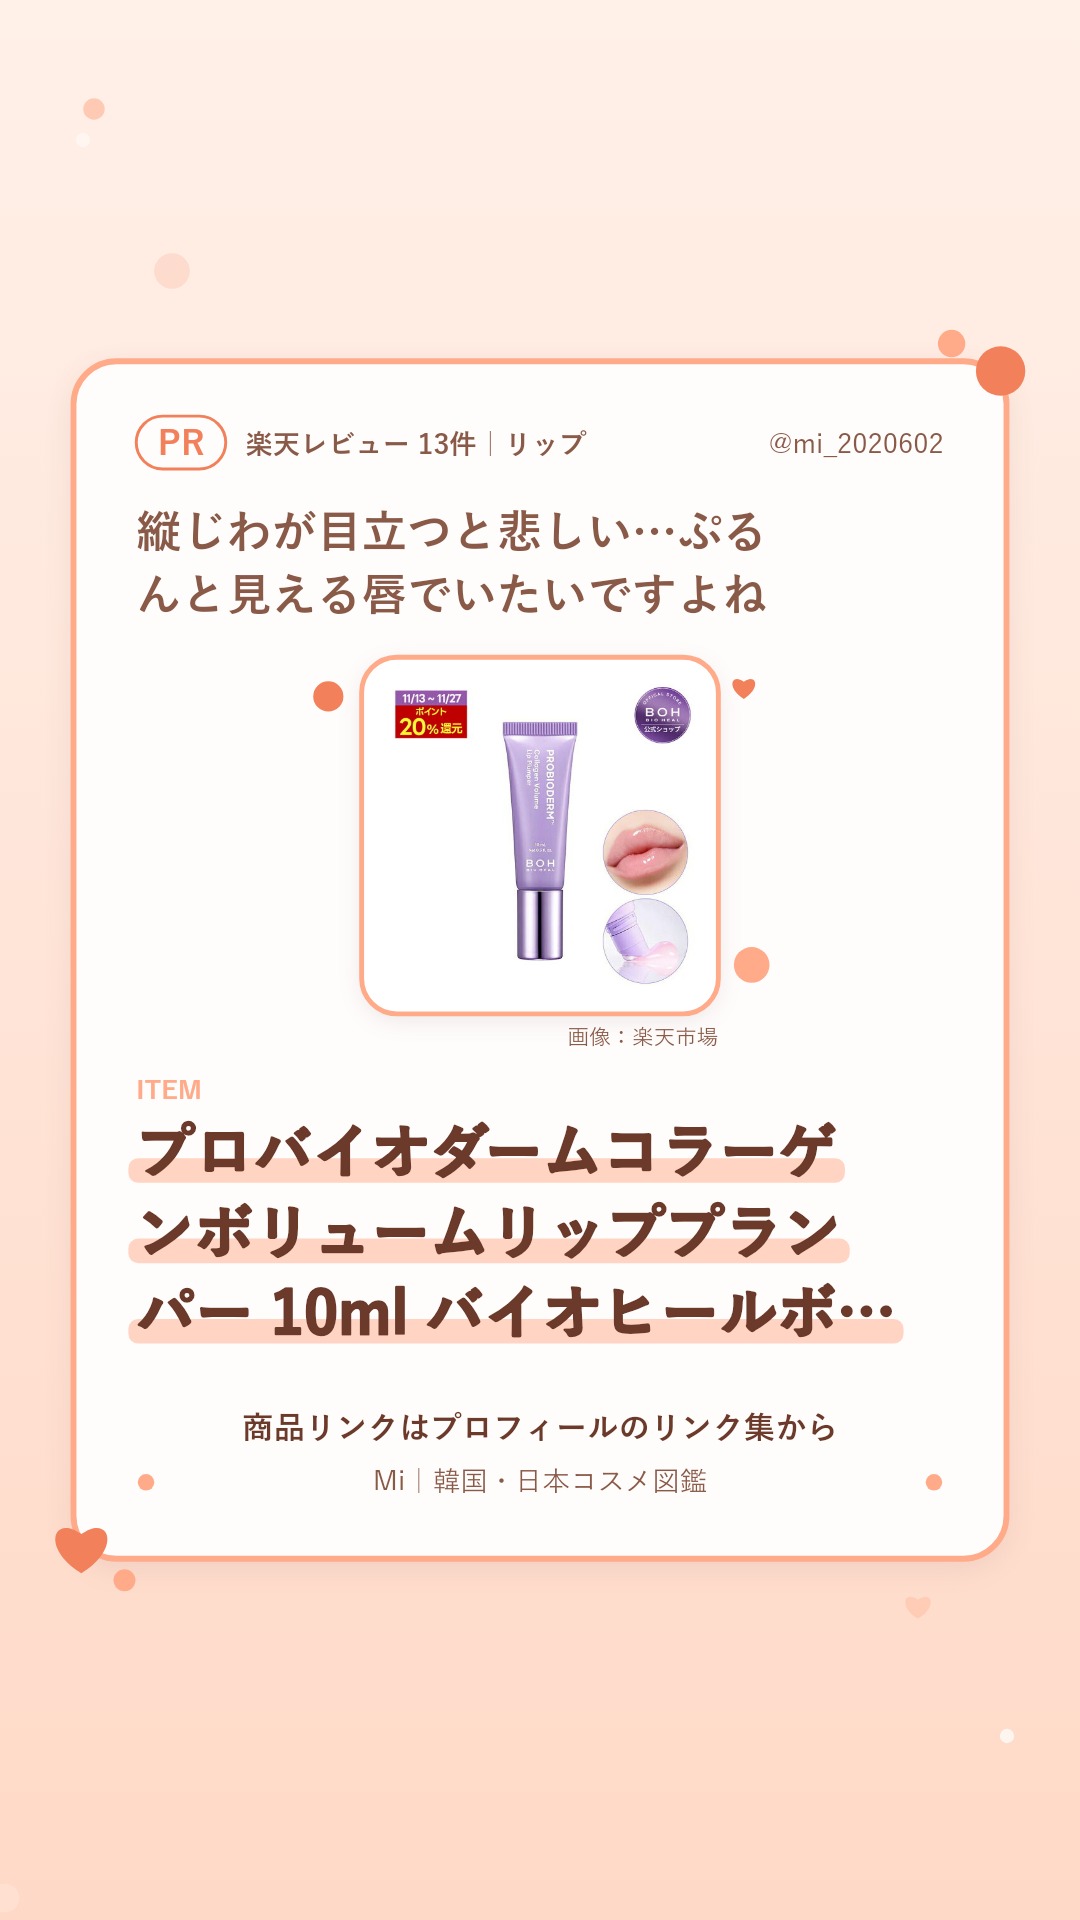 PR 楽天レビュー 13件｜リップ @mi_2020602
縦じわが目立つと悲しい…ぷる
んと見える唇でいたいですよね
11/13 ~ 11/27
ポイント
20%還元
OFFICIAL STORE
BOH
BIO HEAL
公式ショップ
PROBIODERM™
Collagen Volume
Lip Plumper
BOH
BIO HEAL
画像：楽天市場
ITEM
プロバイオダームコラーゲ
ンボリュームリッププラン
パー 10ml バイオヒールボ…
商品リンクはプロフィールのリンク集から
Mi｜韓国・日本コスメ図鑑